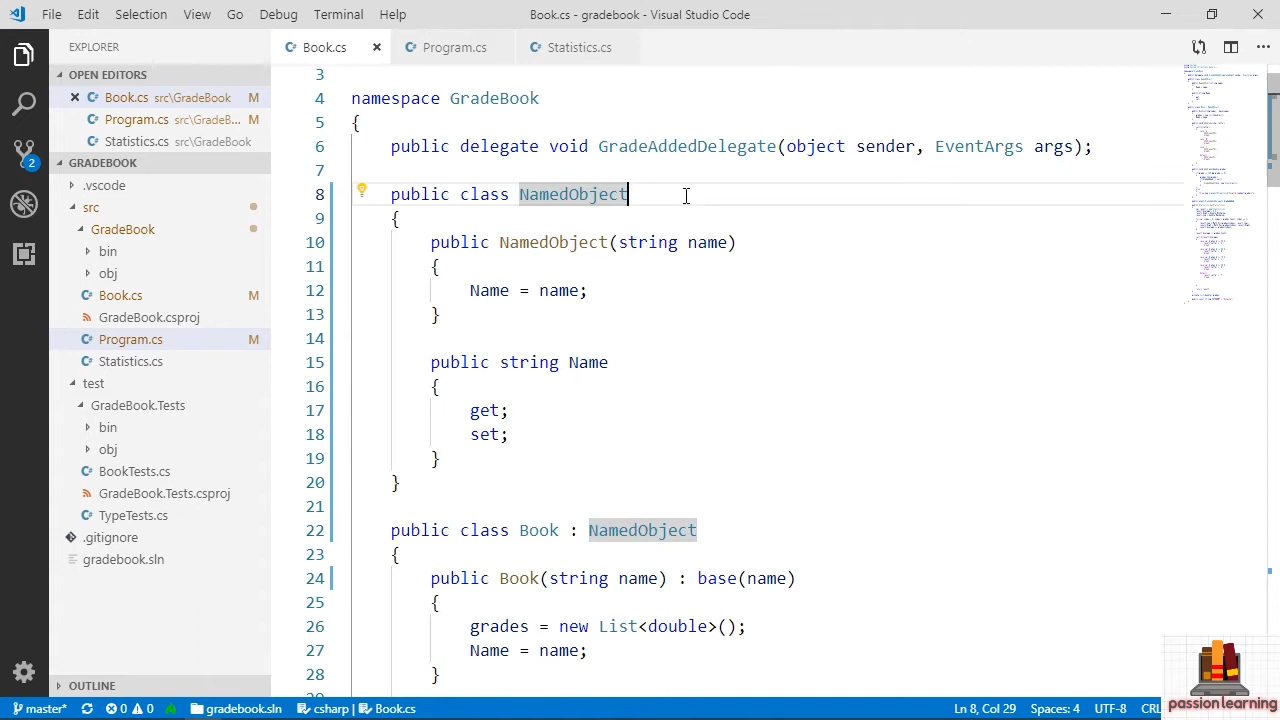 File Edit Selection View Go Debug Terminal Help Book.cs - gradebook - Visual Studio Code
EXPLORER
OPEN EDITORS
Book.cs src\GradeBook M
Program.cs src\GradeB... M
Statistics.cs src\GradeBook
GRADEBOOK
.vscode
GradeBook
bin
obj
Book.cs M
GradeBook.csproj
Program.cs M
Statistics.cs
test
GradeBook.Tests
bin
obj
BookTests.cs
GradeBook.Tests.csproj
TypeTests.cs
.gitignore
gradebook.sln
OUTLINE
2
Book.cs Program.cs Statistics.cs
3
4 namespace GradeBook
5 {
6 public delegate void GradeAddedDelegate(object sender, EventArgs args);
7
8 public class NamedObject
9 {
10 public NamedObject(string name)
11 {
12 Name = name;
13 }
14
15 public string Name
16 {
17 get;
18 set;
19 }
20 }
21
22 public class Book : NamedObject
23 {
24 public Book(string name) : base(name)
25 {
26 grades = new List<double>();
27 Name = name;
28 }
passionlearning
master* 0 0 gradebook.sln csharp | Book.cs Ln 8, Col 29 Spaces: 4 UTF-8 CRL